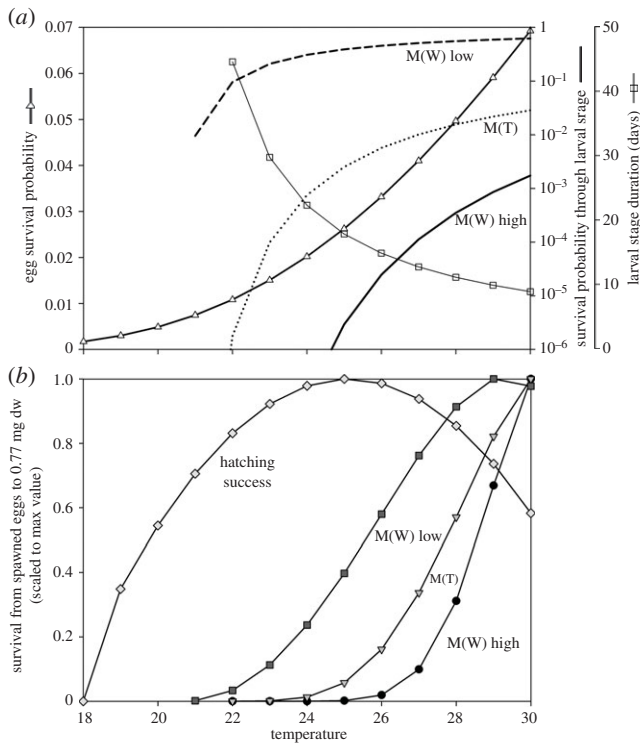 (a)
0.07
0.06
0.05
0.04
0.03
0.02
0.01
0
egg survival probability
M(W) low
M(T)
M(W) high
1
10⁻¹
10⁻²
10⁻³
10⁻⁴
10⁻⁵
10⁻⁶
survival probability through larval stage
50
40
30
20
10
0
larval stage duration (days)
(b)
1.0
0.8
0.6
0.4
0.2
0
survival from spawned eggs to 0.77 mg dw
(scaled to max value)
hatching
success
M(W) low
M(T)
M(W) high
18 20 22 24 26 28 30
temperature